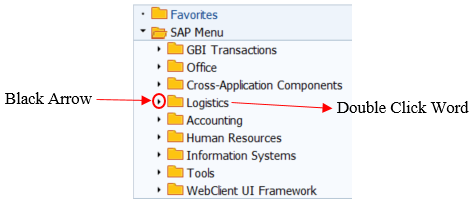 Favorites
SAP Menu
GBI Transactions
Office
Cross-Application Components
Black Arrow
Logistics
Double Click Word
Accounting
Human Resources
Information Systems
Tools
WebClient UI Framework